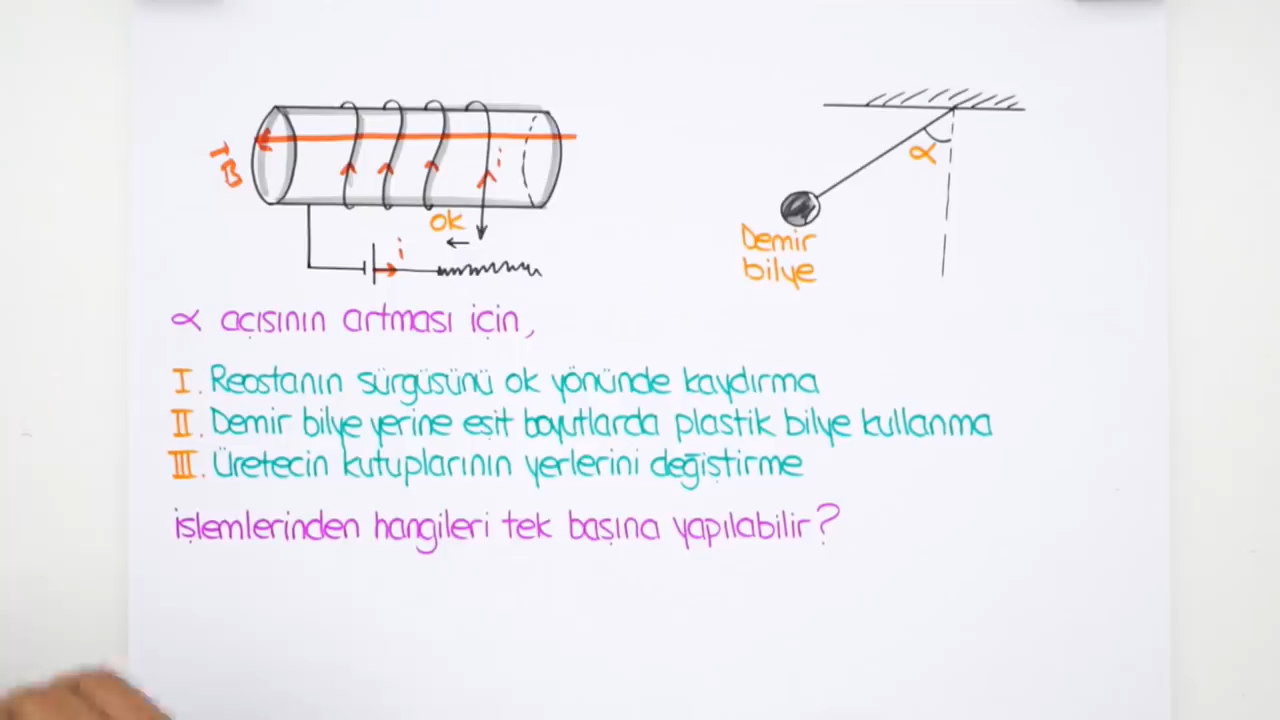 B
i
ok
i
α
Demir
bilye
α açısının artması için,
I. Reostanın sürgüsünü ok yönünde kaydırma
II. Demir bilye yerine eşit boyutlarda plastik bilye kullanma
III. Üretecin kutuplarının yerlerini değiştirme
işlemlerinden hangileri tek başına yapılabilir?